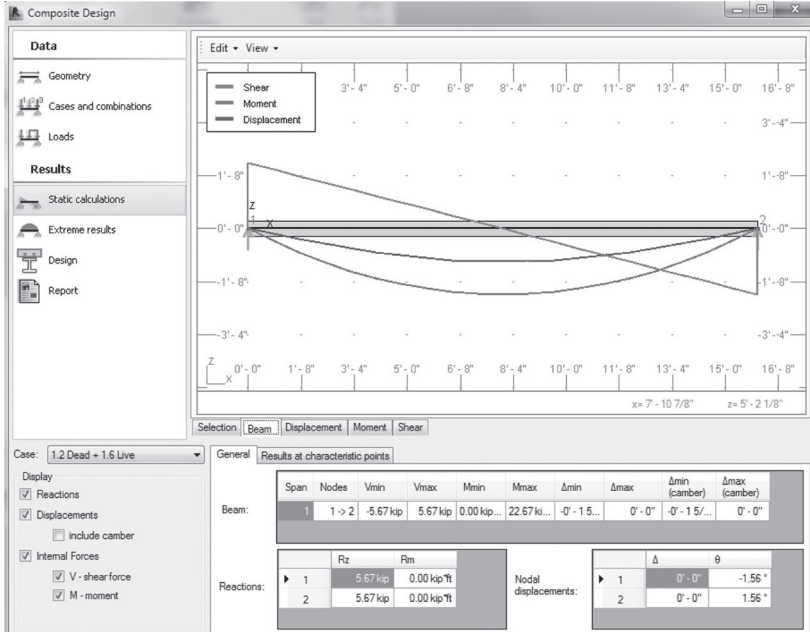 Composite Design
Data
Geometry
Cases and combinations
Loads
Results
Static calculations
Extreme results
Design
Report
Edit View
Shear
Moment
Displacement
3'- 4" 5'- 0" 6'- 8" 8'- 4" 10'- 0" 11'- 8" 13'- 4" 15'- 0" 16'- 8"
3'- 4"
1'- 8" 1'- 8"
Z
1 X 2
0'- 0" 0'- 0"
-1'- 8" -1'- 8"
-3'- 4" -3'- 4"
Z
X
0'- 0" 1'- 8" 3'- 4" 5'- 0" 6'- 8" 8'- 4" 10'- 0" 11'- 8" 13'- 4" 15'- 0" 16'- 8"
x= 7' - 10 7/8" z= 5' - 2 1/8"
Selection Beam Displacement Moment Shear
Case: 1.2 Dead + 1.6 Live
Display
Reactions
Displacements
include camber
Internal Forces
V - shear force
M - moment
General Results at characteristic points
Beam:
Span Nodes Vmin Vmax Mmin Mmax Δmin Δmax Δmin (camber) Δmax (camber)
1 1 -> 2 -5.67 kip 5.67 kip 0.00 kip... 22.67 ki... -0' - 1 5... 0' - 0" -0' - 1 5/... 0' - 0"
Reactions:
Rz Rm
1 5.67 kip 0.00 kip*ft
2 5.67 kip 0.00 kip*ft
Nodal displacements:
Δ θ
1 0' - 0" -1.56 °
2 0' - 0" 1.56 °